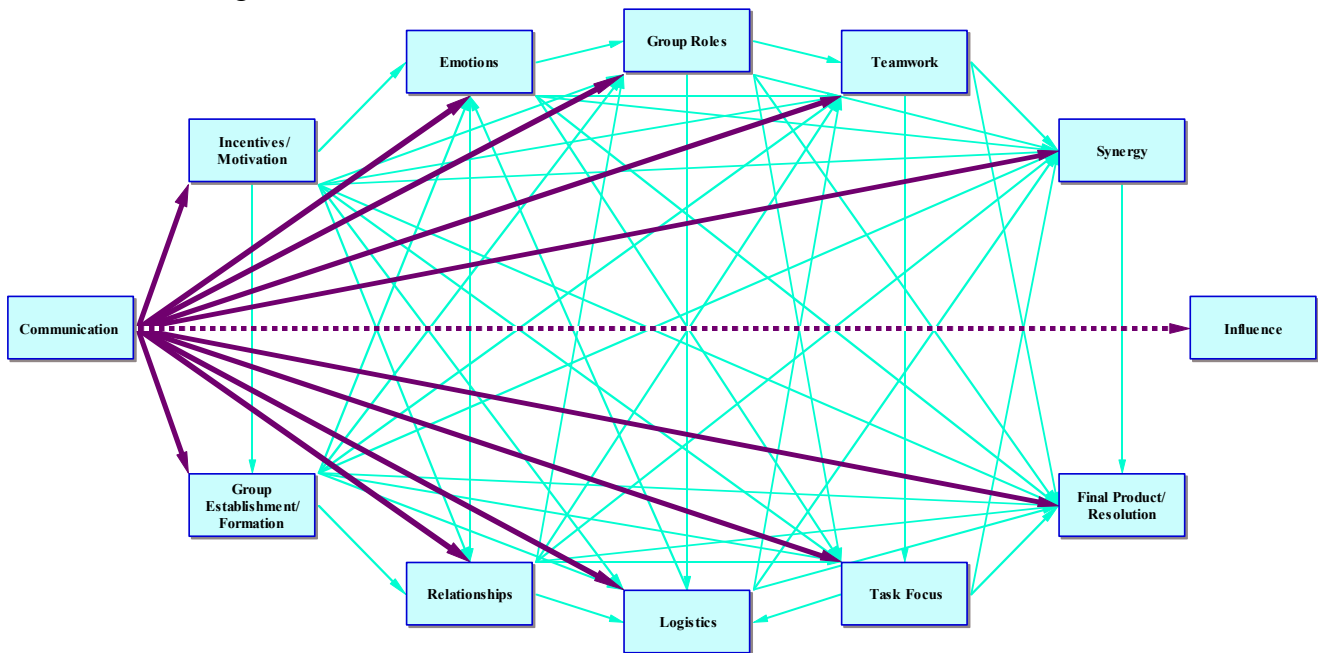 Group Roles
Emotions
Teamwork
Incentives/
Motivation
Synergy
Communication
Influence
Group
Establishment/
Formation
Final Product/
Resolution
Relationships
Task Focus
Logistics